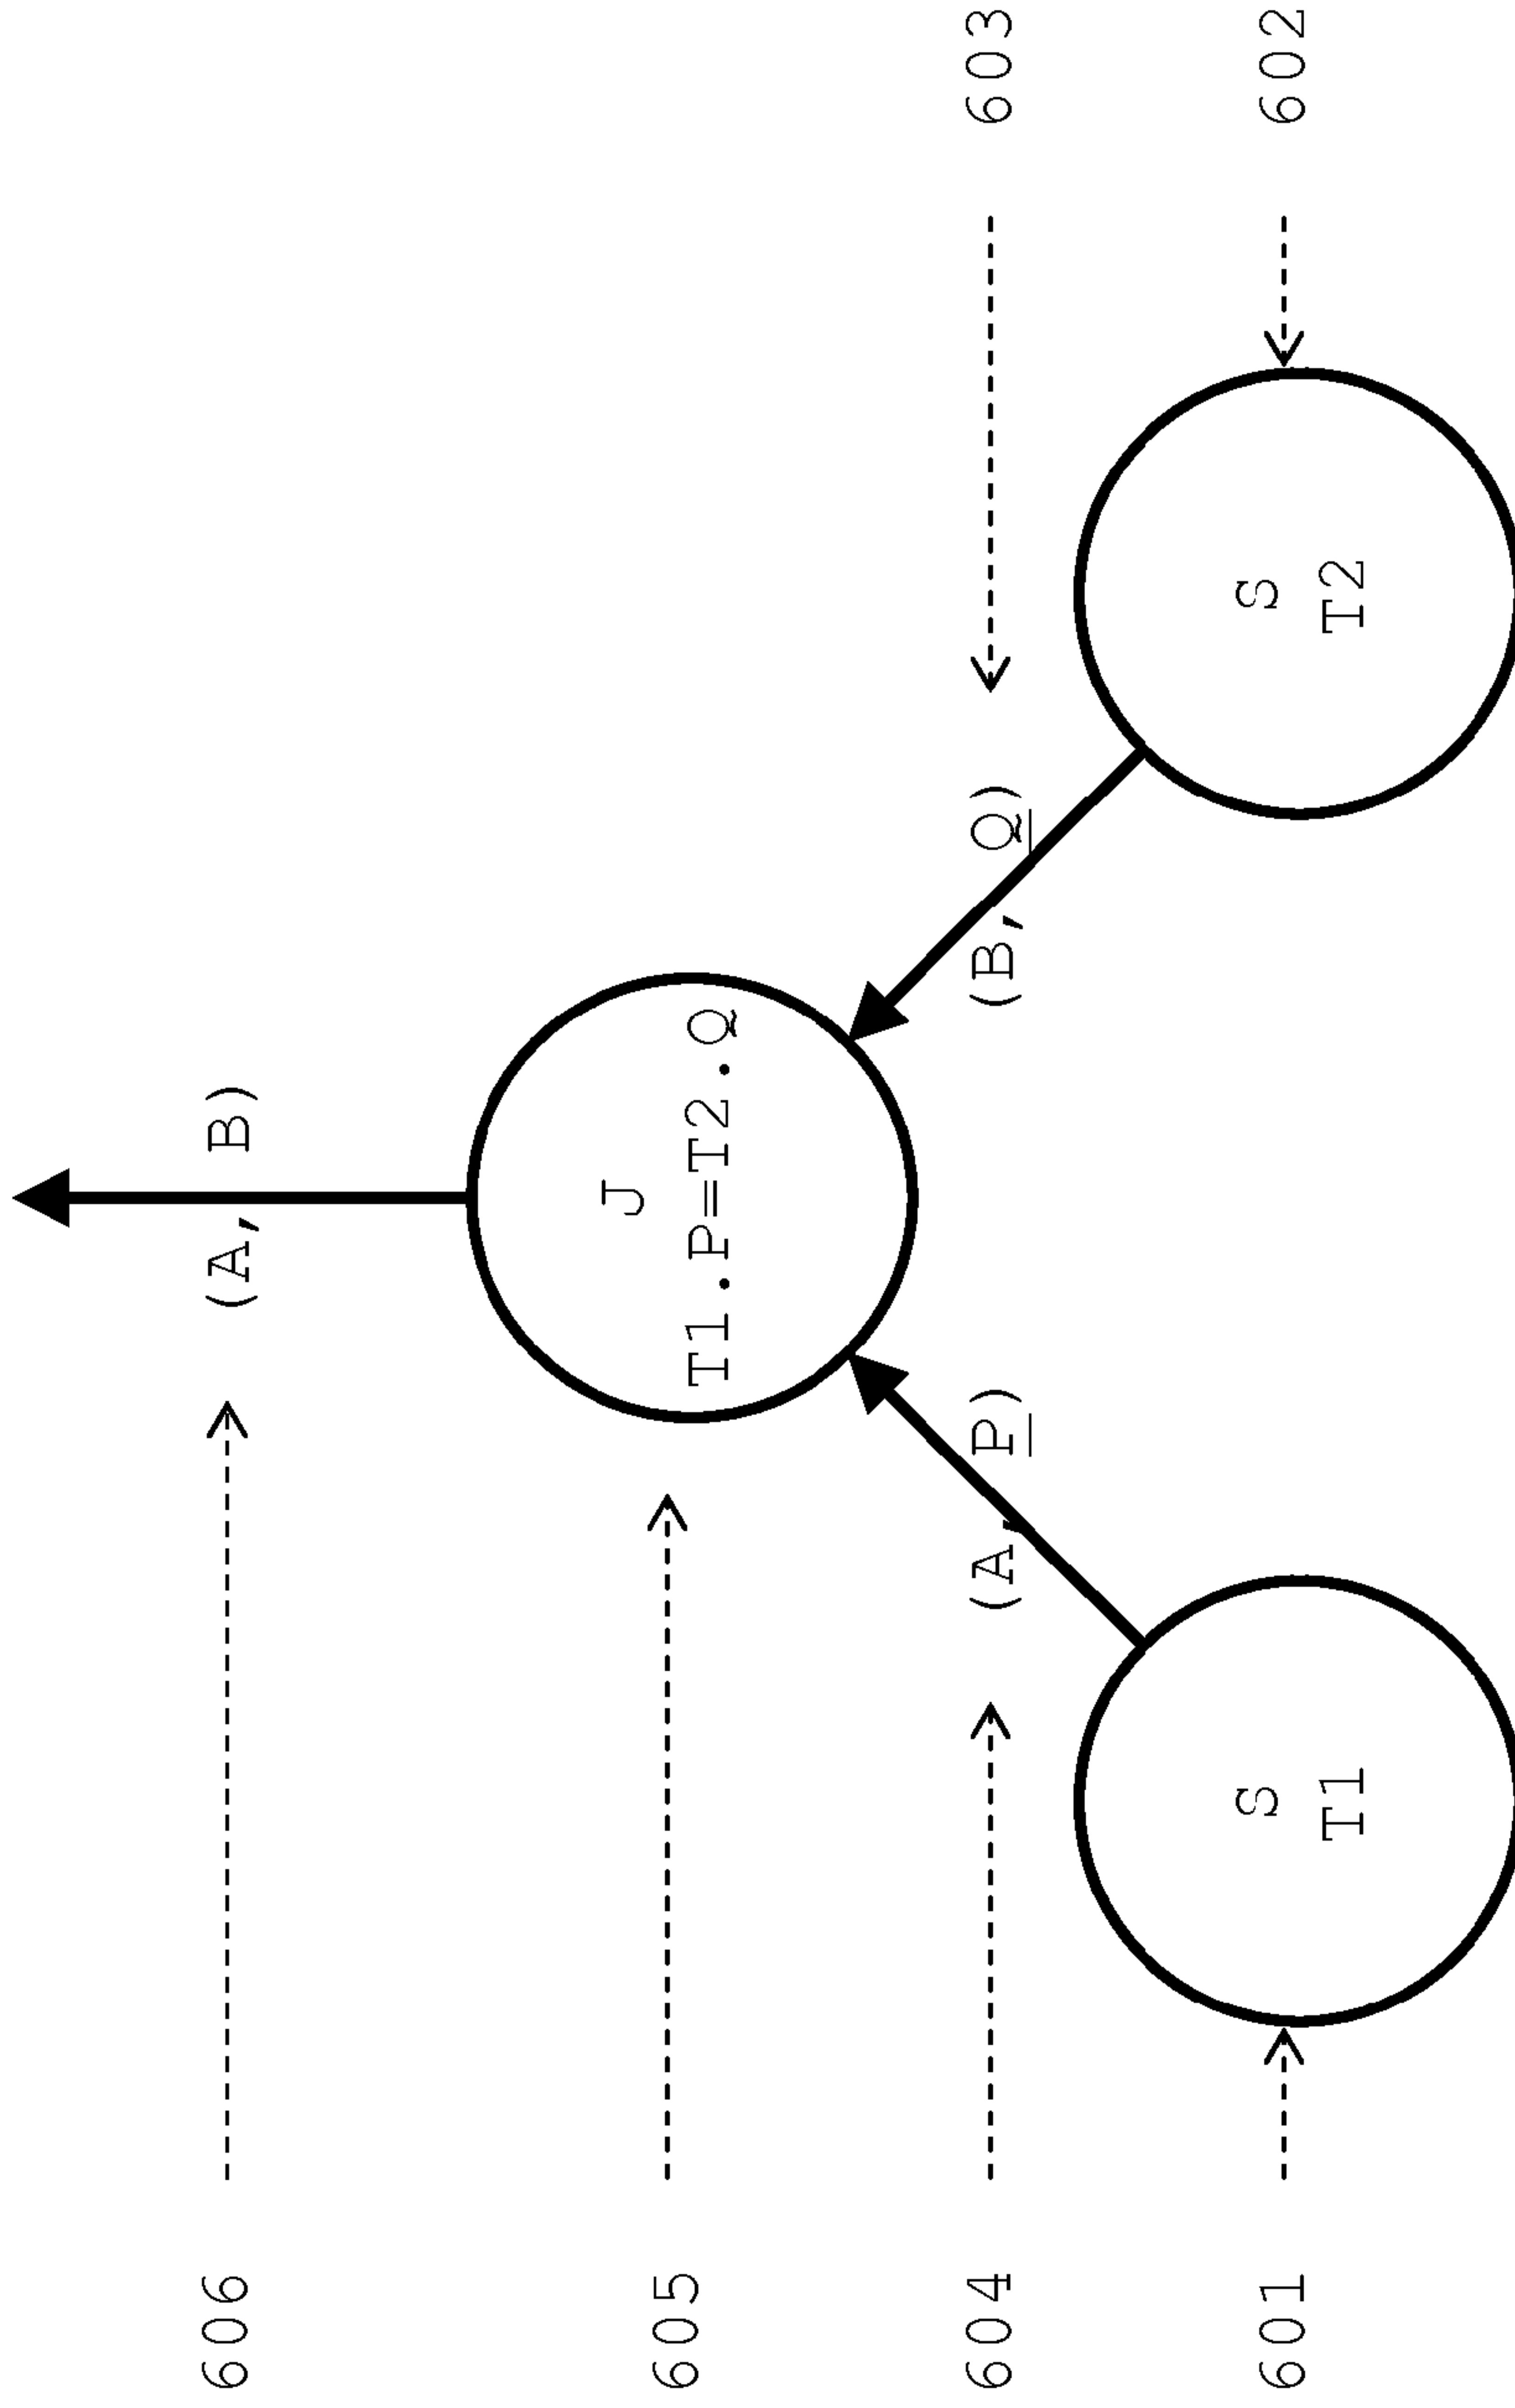 606
(A, B)
605
J
T1.P=T2.Q
604
(A, P)
(B, Q)
603
601
S
T1
S
T2
602